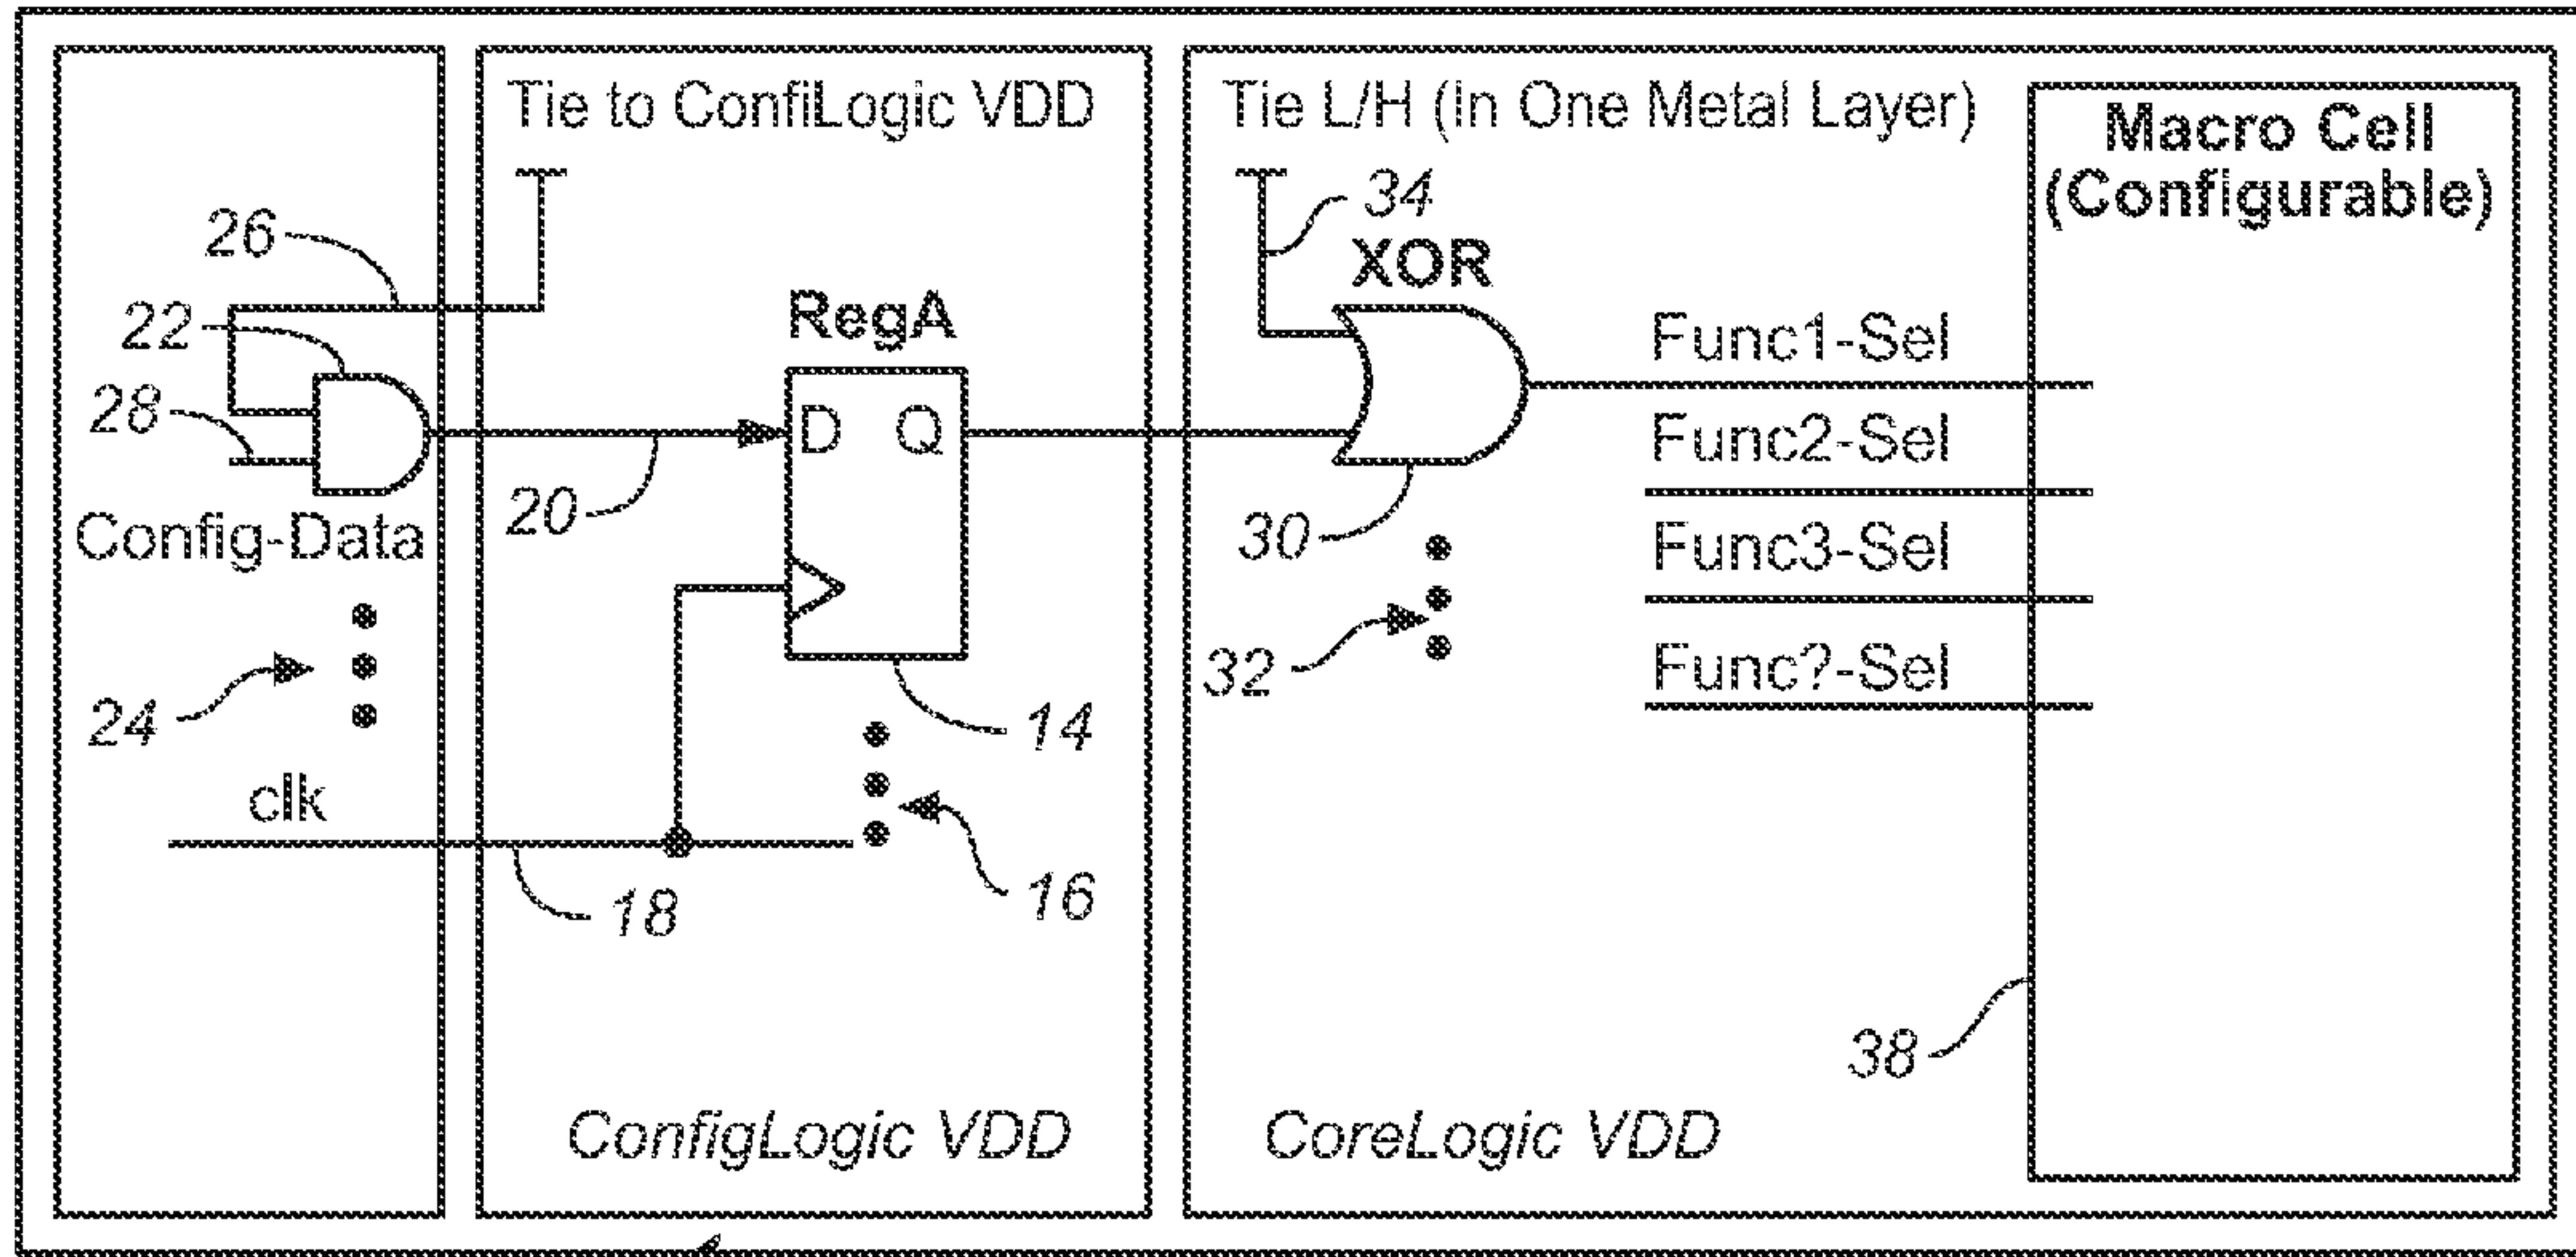 Tie to ConfiLogic VDD
26
22
28
Config-Data
24
clk
RegA
D Q
20
14
16
18
ConfigLogic VDD
Tie L/H (In One Metal Layer)
34
XOR
30
32
Func1-Sel
Func2-Sel
Func3-Sel
Func?-Sel
CoreLogic VDD
Macro Cell
(Configurable)
38